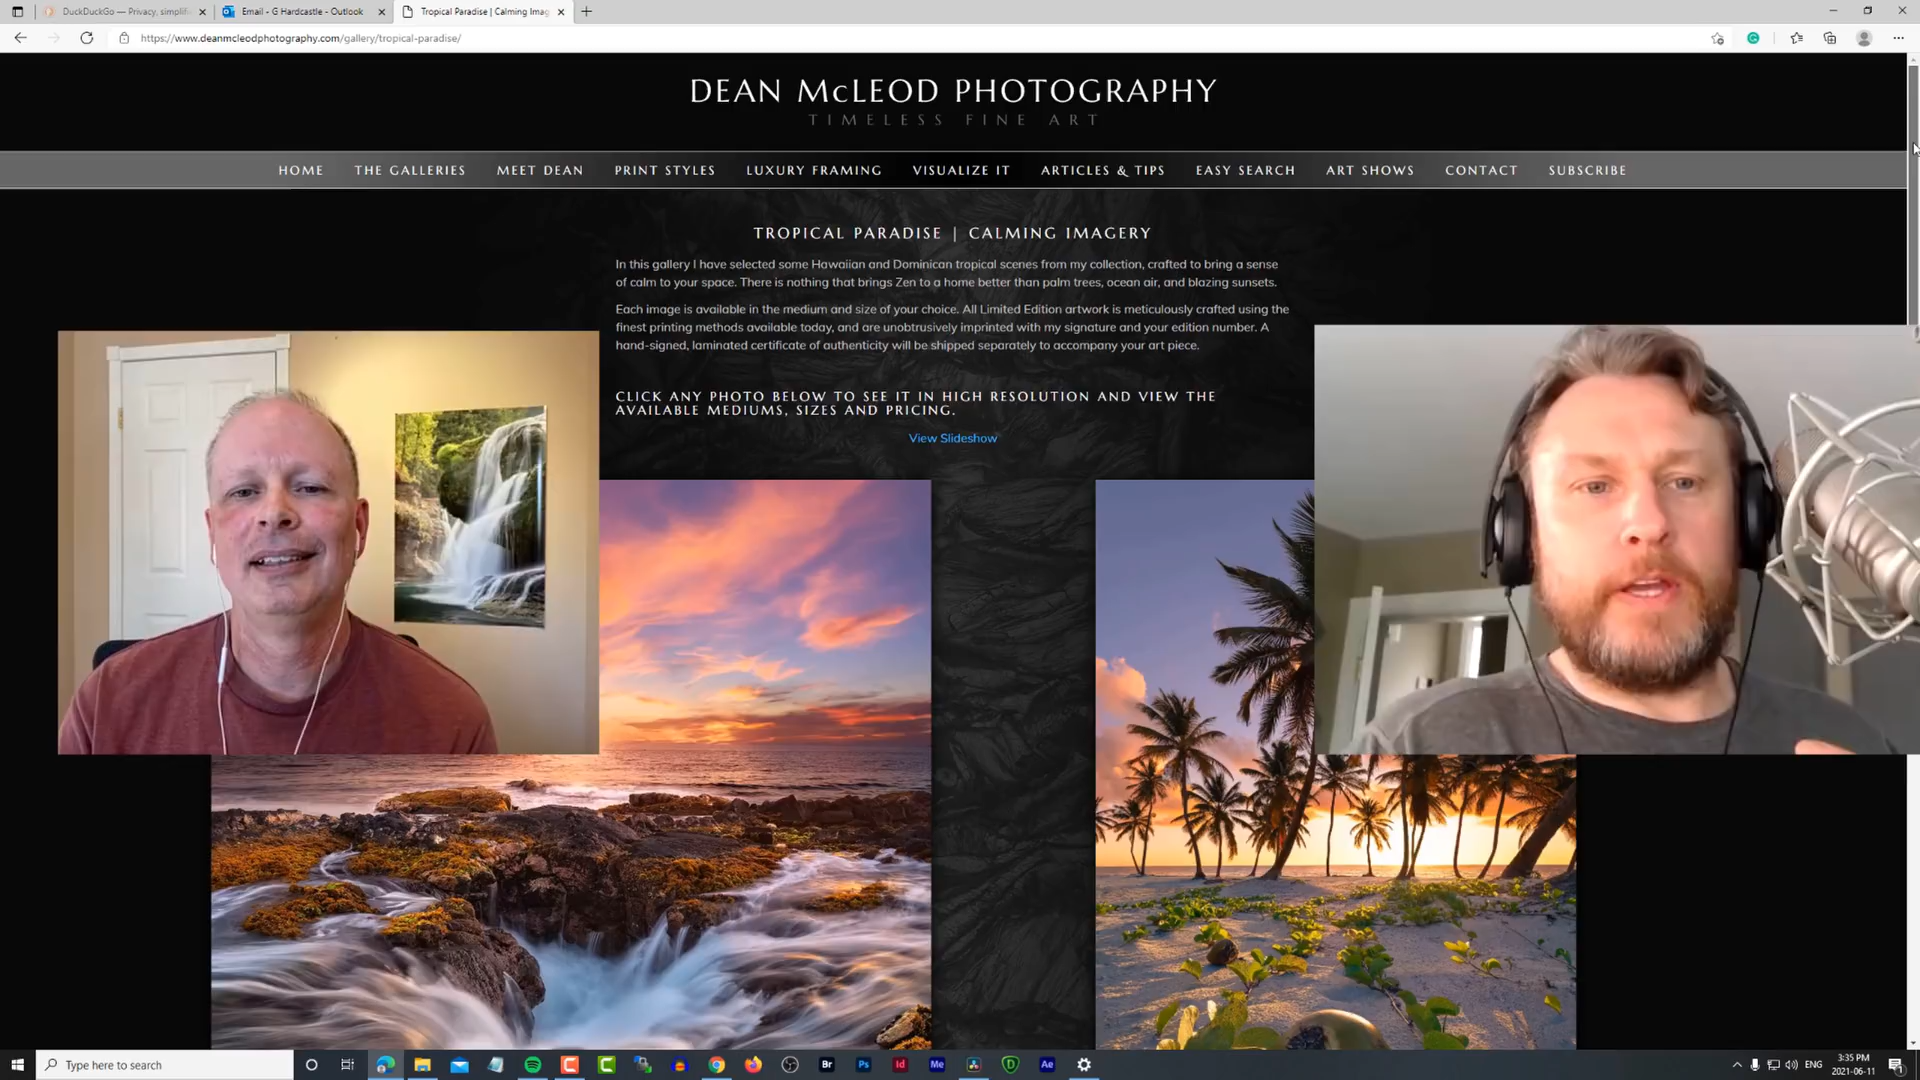 DuckDuckGo — Privacy, simplifi
Email - G Hardcastle - Outlook
Tropical Paradise | Calming Imag
https://www.deanmcleodphotography.com/gallery/tropical-paradise/
DEAN McLEOD PHOTOGRAPHY
TIMELESS FINE ART
HOME THE GALLERIES MEET DEAN PRINT STYLES LUXURY FRAMING VISUALIZE IT ARTICLES & TIPS EASY SEARCH ART SHOWS CONTACT SUBSCRIBE
TROPICAL PARADISE | CALMING IMAGERY
In this gallery I have selected some Hawaiian and Dominican tropical scenes from my collection, crafted to bring a sense
of calm to your space. There is nothing that brings Zen to a home better than palm trees, ocean air, and blazing sunsets.
Each image is available in the medium and size of your choice. All Limited Edition artwork is meticulously crafted using the
finest printing methods available today, and are unobtrusively imprinted with my signature and your edition number. A
hand-signed, laminated certificate of authenticity will be shipped separately to accompany your art piece.
CLICK ANY PHOTO BELOW TO SEE IT IN HIGH RESOLUTION AND VIEW THE
AVAILABLE MEDIUMS, SIZES AND PRICING.
View Slideshow
Type here to search
Br Ps Id Me Ae
ENG
3:35 PM
2021-06-11